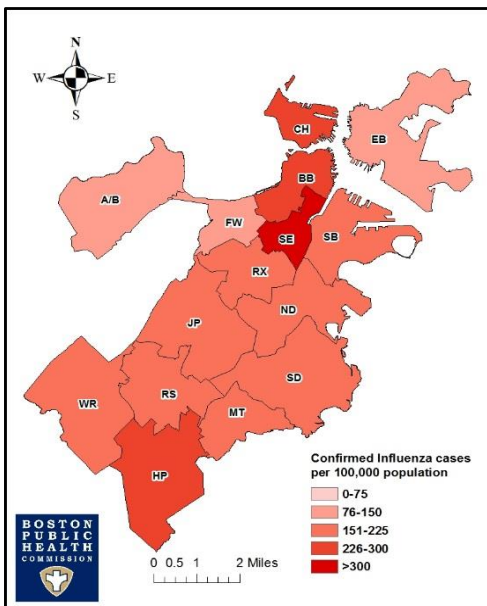 N
W E
S
CH
EB
BB
A/B
FW
SE
SB
RX
ND
JP
SD
WR
RS
MT
HP
Confirmed Influenza cases
per 100,000 population
0-75
76-150
151-225
226-300
>300
BOSTON
PUBLIC
HEALTH
COMMISSION
0 0.5 1 2 Miles